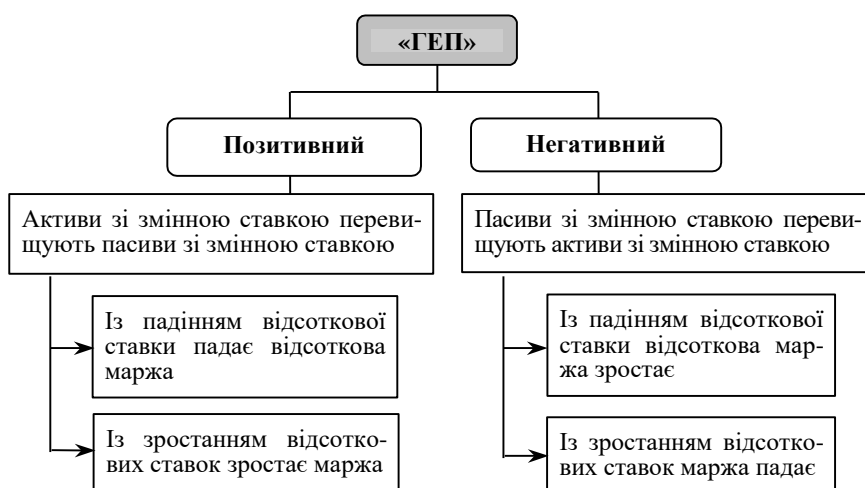 «ГЕП»
Позитивний
Негативний
Активи зі змінною ставкою переви-
щують пасиви зі змінною ставкою
Пасиви зі змінною ставкою переви-
щують активи зі змінною ставкою
Із падінням відсоткової
ставки падає відсоткова
маржа
Із падінням відсоткової
ставки відсоткова мар-
жа зростає
Із зростанням відсотко-
вих ставок зростає маржа
Із зростанням відсотко-
вих ставок маржа падає